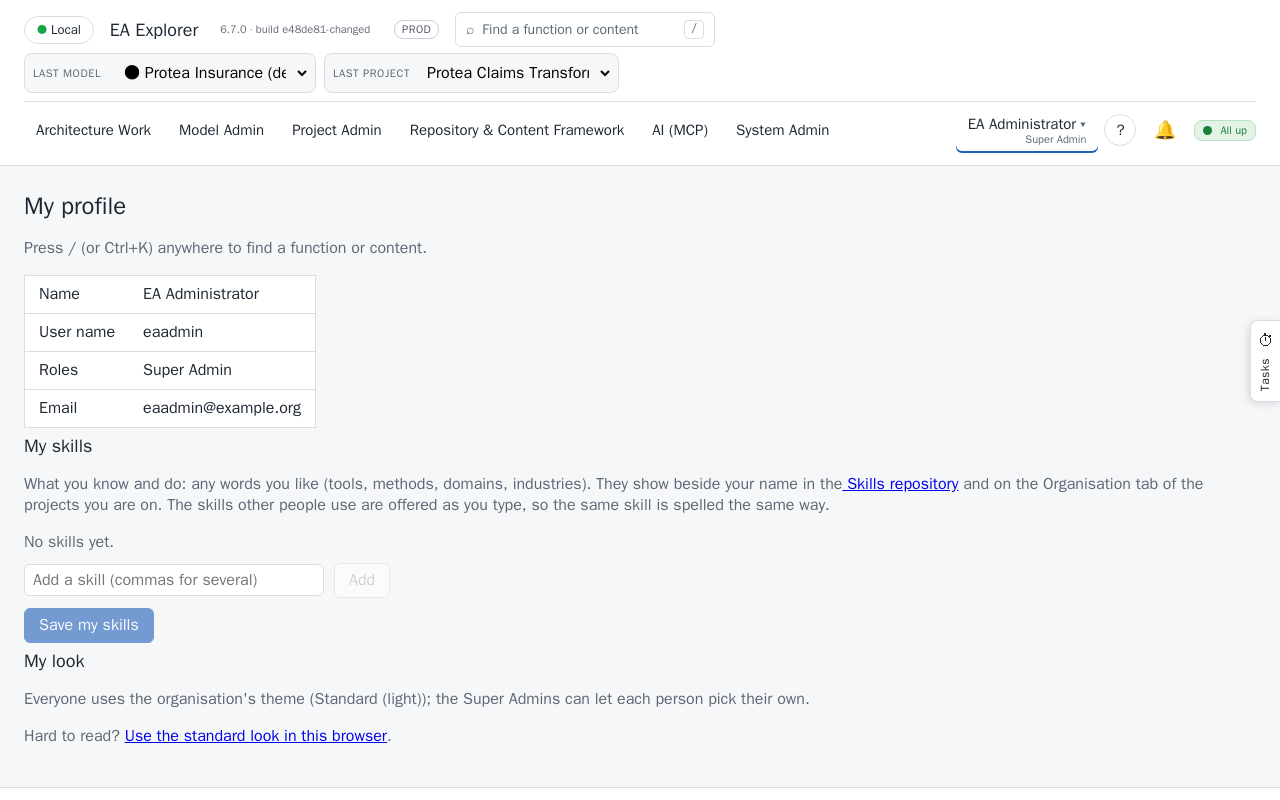 Local
EA Explorer
6.7.0 · build e48de81-changed
PROD
Find a function or content
/
LAST MODEL
Protea Insurance (de
LAST PROJECT
Protea Claims Transfor
Architecture Work
Model Admin
Project Admin
Repository & Content Framework
AI (MCP)
System Admin
EA Administrator ▾
Super Admin
?
All up
My profile
Press / (or Ctrl+K) anywhere to find a function or content.
Name EA Administrator
User name eaadmin
Roles Super Admin
Email eaadmin@example.org
Tasks
My skills
What you know and do: any words you like (tools, methods, domains, industries). They show beside your name in the Skills repository and on the Organisation tab of the
projects you are on. The skills other people use are offered as you type, so the same skill is spelled the same way.
No skills yet.
Add a skill (commas for several)
Add
Save my skills
My look
Everyone uses the organisation's theme (Standard (light)); the Super Admins can let each person pick their own.
Hard to read? Use the standard look in this browser.